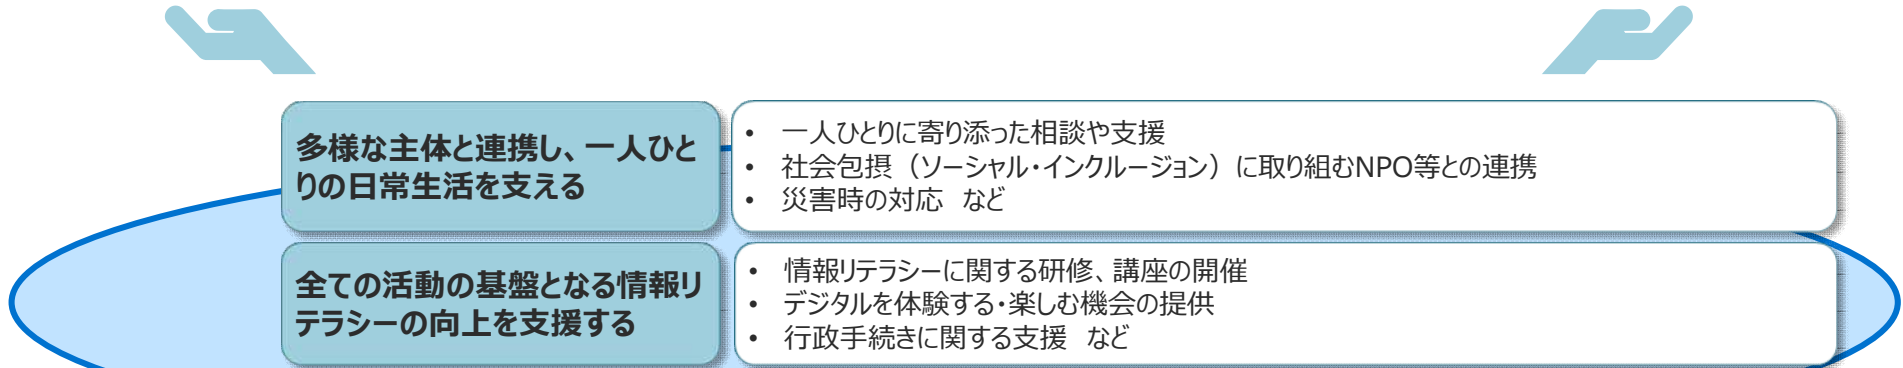 多様な主体と連携し、一人ひと
りの日常生活を支える
• 一人ひとりに寄り添った相談や支援
• 社会包摂（ソーシャル・インクルージョン）に取り組むNPO等との連携
• 災害時の対応 など
全ての活動の基盤となる情報リ
テラシーの向上を支援する
• 情報リテラシーに関する研修、講座の開催
• デジタルを体験する・楽しむ機会の提供
• 行政手続きに関する支援 など